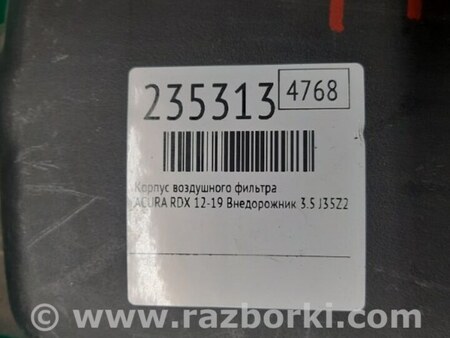 235313
4768
Корпус воздушного фильтра
ACURA RDX 12-19 Внедорожник 3.5 J35Z2
© www.razborki.com